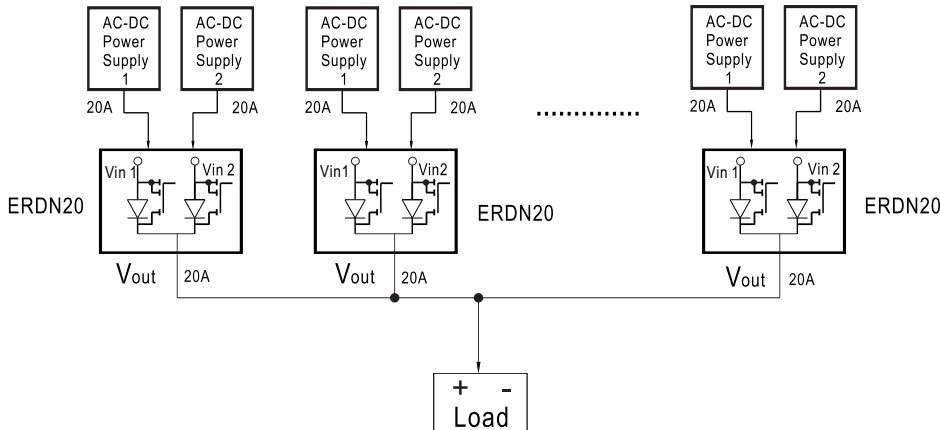 AC-DC
Power
Supply
1
AC-DC
Power
Supply
2
AC-DC
Power
Supply
1
AC-DC
Power
Supply
2
AC-DC
Power
Supply
1
AC-DC
Power
Supply
2
20A 20A 20A 20A 20A 20A
Vin 1 Vin 2 Vin1 Vin2 Vin 1 Vin 2
ERDN20 ERDN20 ERDN20
Vout 20A Vout 20A Vout 20A
+ -
Load